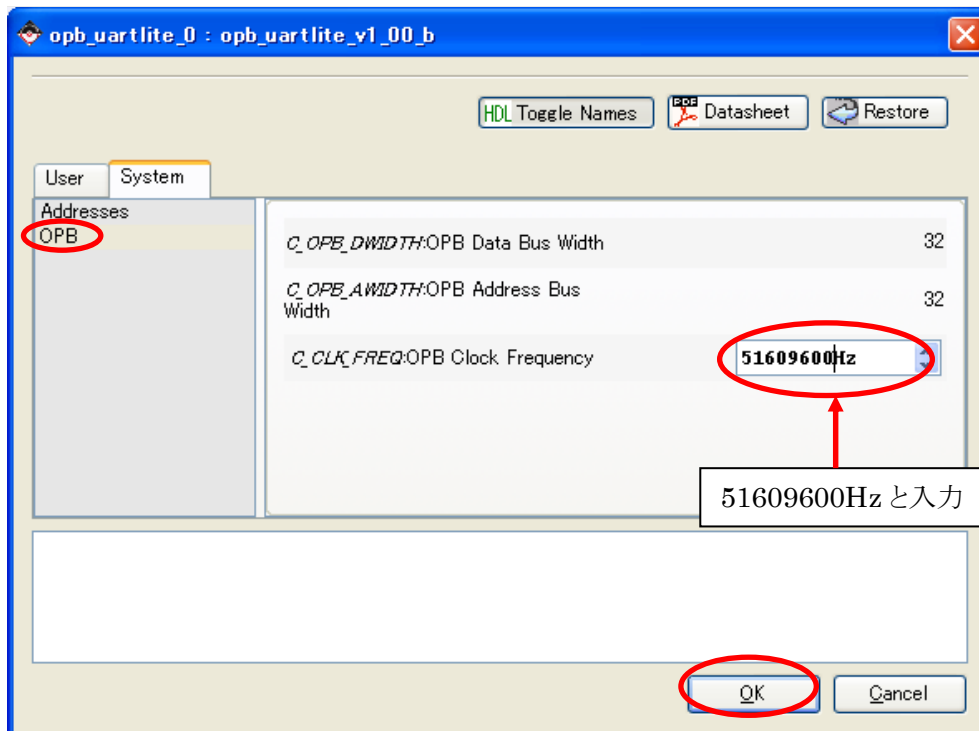 opb_uartlite_0 : opb_uartlite_v1_00_b
HDL Toggle Names
PDF Datasheet
Restore
User
System
Addresses
OPB
C_OPB_DWIDTH:OPB Data Bus Width
32
C_OPB_AWIDTH:OPB Address Bus
Width
32
C_CLK_FREQ:OPB Clock Frequency
51609600Hz
51609600Hz と入力
OK
Cancel